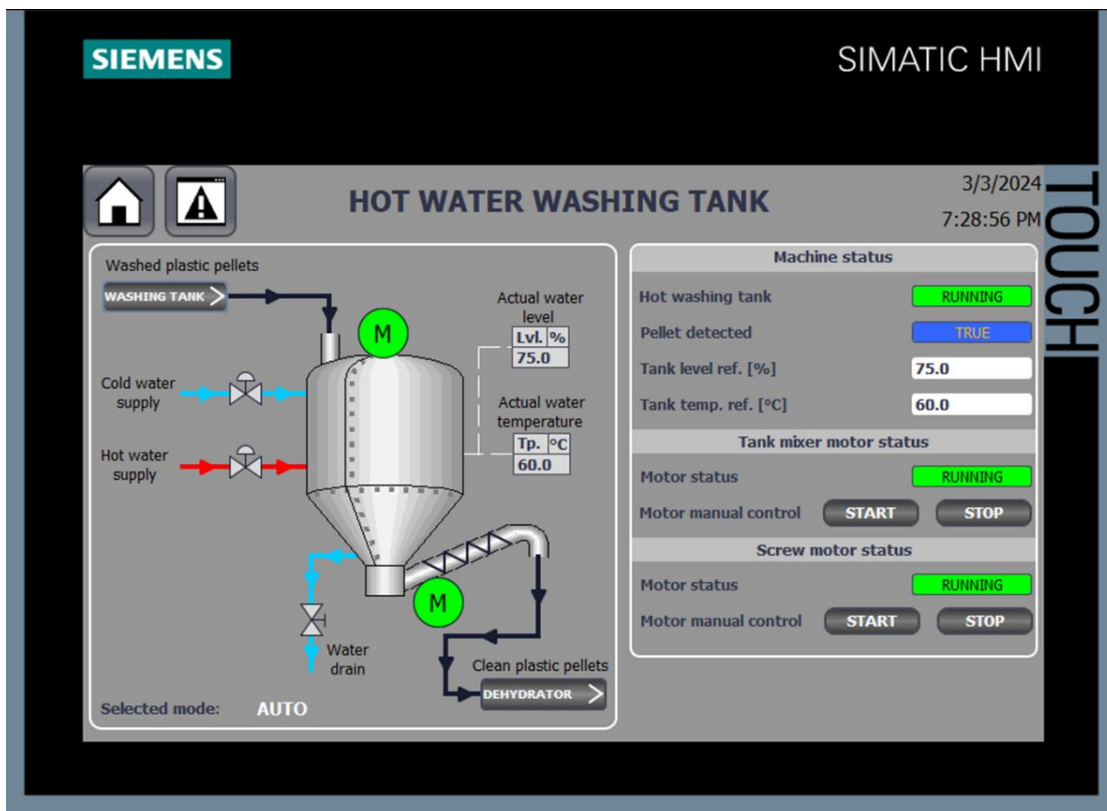 SIEMENS
SIMATIC HMI
TOUCH
HOT WATER WASHING TANK
3/3/2024
7:28:56 PM
Washed plastic pellets
WASHING TANK
M
Actual water
level
Lvl. %
75.0
Cold water
supply
Actual water
temperature
Tp. °C
60.0
Hot water
supply
M
Water
drain
Clean plastic pellets
DEHYDRATOR
Selected mode: AUTO
Machine status
Hot washing tank RUNNING
Pellet detected TRUE
Tank level ref. [%] 75.0
Tank temp. ref. [°C] 60.0
Tank mixer motor status
Motor status RUNNING
Motor manual control START STOP
Screw motor status
Motor status RUNNING
Motor manual control START STOP